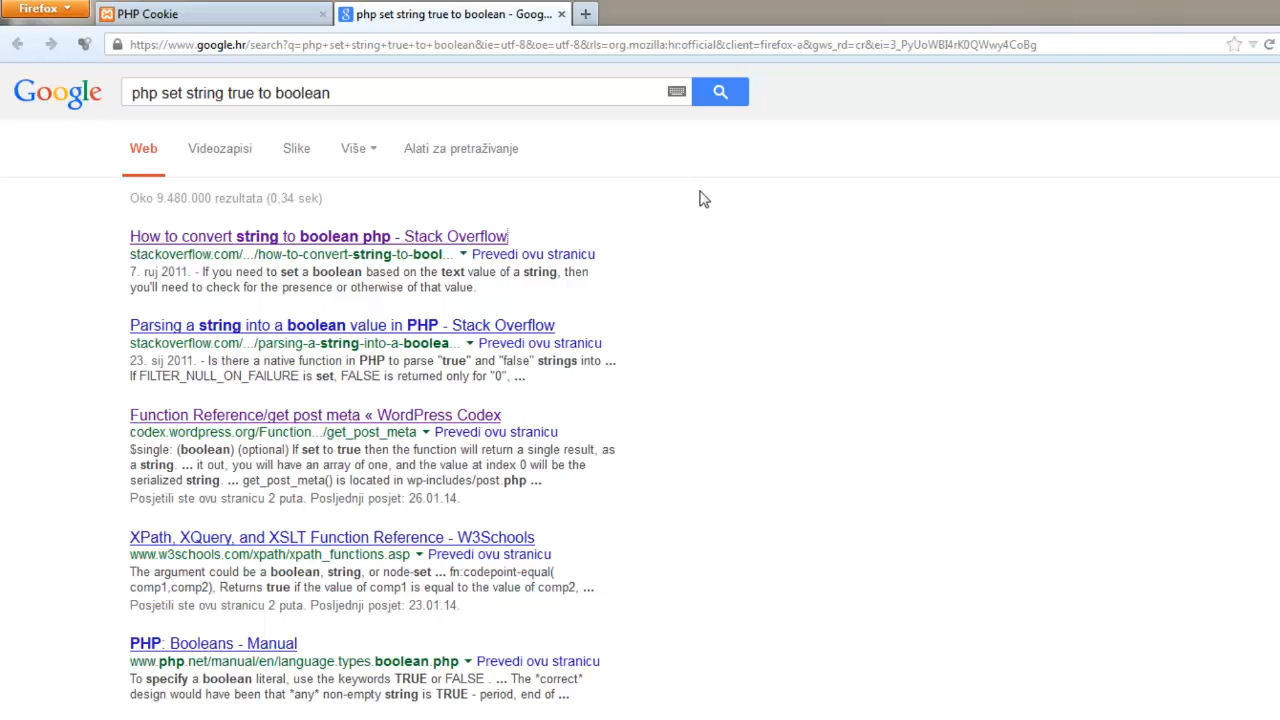 Firefox
PHP Cookie
php set string true to boolean - Goog...
https://www.google.hr/search?q=php+set+string+true+to+boolean&ie=utf-8&oe=utf-8&rls=org.mozilla:hr:official&client=firefox-a&gws_rd=cr&ei=3_PyUoWBI4rK0QWwy4CoBg
Google
php set string true to boolean
Web Videozapisi Slike Više Alati za pretraživanje
Oko 9.480.000 rezultata (0,34 sek)
How to convert string to boolean php - Stack Overflow
stackoverflow.com/.../how-to-convert-string-to-bool... Prevedi ovu stranicu
7. ruj 2011. - If you need to set a boolean based on the text value of a string, then
you'll need to check for the presence or otherwise of that value.
Parsing a string into a boolean value in PHP - Stack Overflow
stackoverflow.com/.../parsing-a-string-into-a-boolea... Prevedi ovu stranicu
23. sij 2011. - Is there a native function in PHP to parse "true" and "false" strings into ...
If FILTER_NULL_ON_FAILURE is set, FALSE is returned only for "0", ...
Function Reference/get post meta « WordPress Codex
codex.wordpress.org/Function.../get_post_meta Prevedi ovu stranicu
$single: (boolean) (optional) If set to true then the function will return a single result, as
a string. ... it out, you will have an array of one, and the value at index 0 will be the
serialized string. ... get_post_meta() is located in wp-includes/post.php ...
Posjetili ste ovu stranicu 2 puta. Posljednji posjet: 26.01.14.
XPath, XQuery, and XSLT Function Reference - W3Schools
www.w3schools.com/xpath/xpath_functions.asp Prevedi ovu stranicu
The argument could be a boolean, string, or node-set ... fn:codepoint-equal(
comp1,comp2), Returns true if the value of comp1 is equal to the value of comp2, ...
Posjetili ste ovu stranicu 2 puta. Posljednji posjet: 23.01.14.
PHP: Booleans - Manual
www.php.net/manual/en/language.types.boolean.php Prevedi ovu stranicu
To specify a boolean literal, use the keywords TRUE or FALSE . ... The *correct*
design would have been that *any* non-empty string is TRUE - period, end of ...